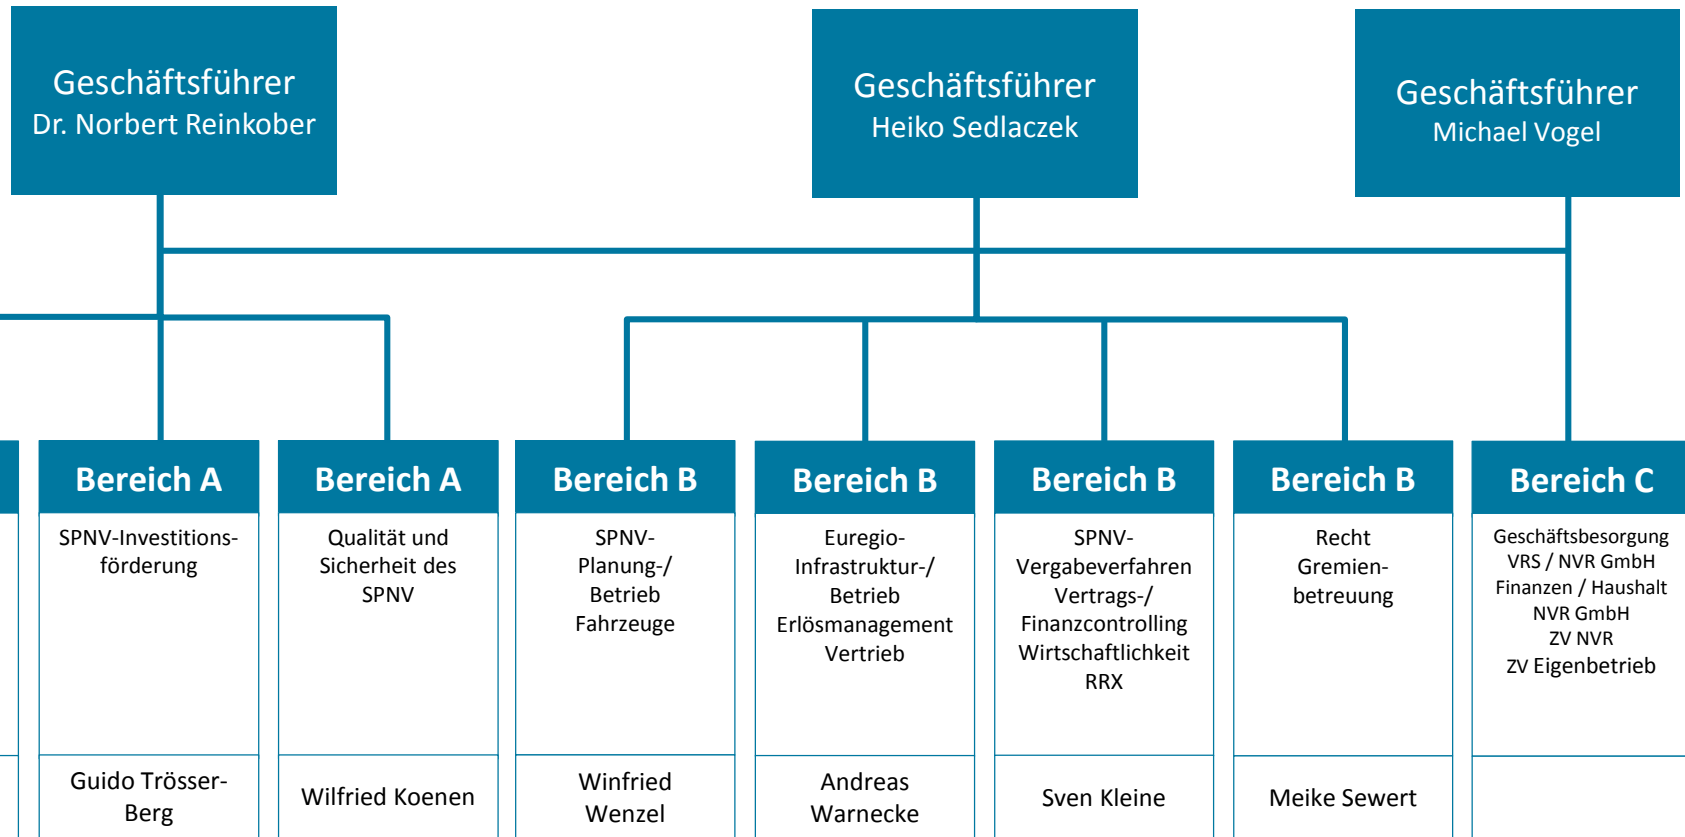 Geschäftsführer
Dr. Norbert Reinkober
Geschäftsführer
Heiko Sedlaczek
Geschäftsführer
Michael Vogel
Bereich A
SPNV-Investitions-
förderung
Guido Trösser-
Berg
Bereich A
Qualität und
Sicherheit des
SPNV
Wilfried Koenen
Bereich B
SPNV-
Planung-/
Betrieb
Fahrzeuge
Winfried
Wenzel
Bereich B
Euregio-
Infrastruktur-/
Betrieb
Erlösmanagement
Vertrieb
Andreas
Warnecke
Bereich B
SPNV-
Vergabeverfahren
Vertrags-/
Finanzcontrolling
Wirtschaftlichkeit
RRX
Sven Kleine
Bereich B
Recht
Gremien-
betreuung
Meike Sewert
Bereich C
Geschäftsbesorgung
VRS / NVR GmbH
Finanzen / Haushalt
NVR GmbH
ZV NVR
ZV Eigenbetrieb